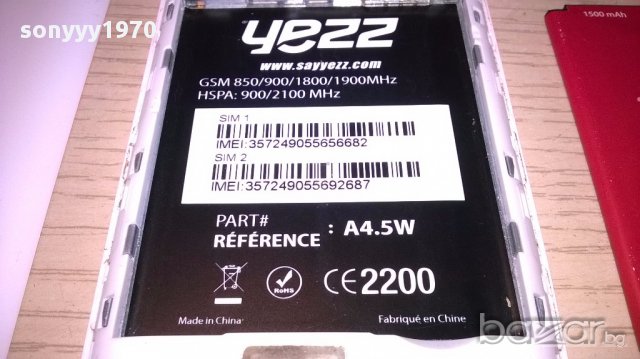 sonyyy1970
yezz
www.sayyezz.com
GSM 850/900/1800/1900MHz
HSPA: 900/2100 MHz
SIM 1
IMEI:357249055656682
SIM 2
IMEI:357249055692687
PART#
RÉFÉRENCE : A4.5W
RoHS
CE2200
Made in China
Fabriqué en Chine
1500 mAh
bazar.bg